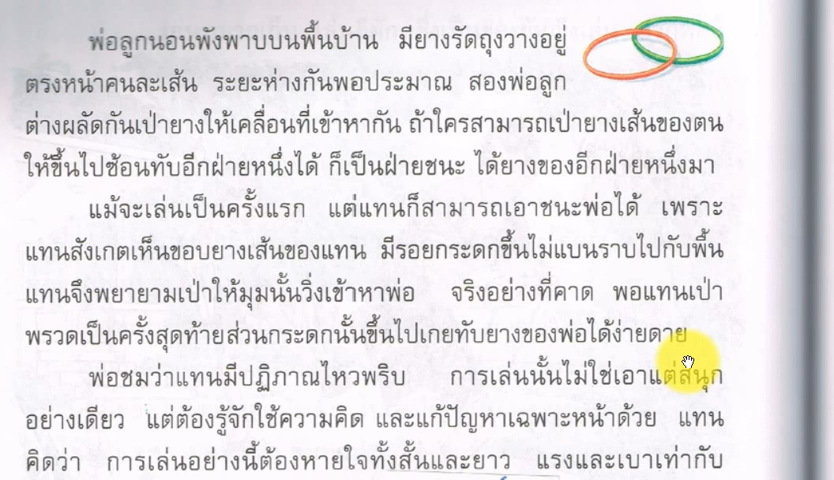 พ่อลูกนอนพังพาบบนพื้นบ้าน มียางรัดถุงวางอยู่
ตรงหน้าคนละเส้น ระยะห่างกันพอประมาณ สองพ่อลูก
ต่างผลัดกันเป่ายางให้เคลื่อนที่เข้าหากัน ถ้าใครสามารถเป่ายางเส้นของตน
ให้ขึ้นไปซ้อนทับอีกฝ่ายหนึ่งได้ ก็เป็นฝ่ายชนะ ได้ยางของอีกฝ่ายหนึ่งมา
แม้จะเล่นเป็นครั้งแรก แต่แทนก็สามารถเอาชนะพ่อได้ เพราะ
แทนสังเกตเห็นขอบยางเส้นของแทน มีรอยกระดกขึ้นไม่แบนราบไปกับพื้น
แทนจึงพยายามเป่าให้มุมนั้นวิ่งเข้าหาพ่อ จริงอย่างที่คาด พอแทนเป่า
พรวดเป็นครั้งสุดท้ายส่วนกระดกนั้นขึ้นไปเกยทับยางของพ่อได้ง่ายดาย
พ่อชมว่าแทนมีปฏิภาณไหวพริบ การเล่นนั้นไม่ใช่เอาแต่สนุก
อย่างเดียว แต่ต้องรู้จักใช้ความคิด และแก้ปัญหาเฉพาะหน้าด้วย แทน
คิดว่า การเล่นอย่างนี้ต้องหายใจทั้งสั้นและยาว แรงและเบาเท่ากับ